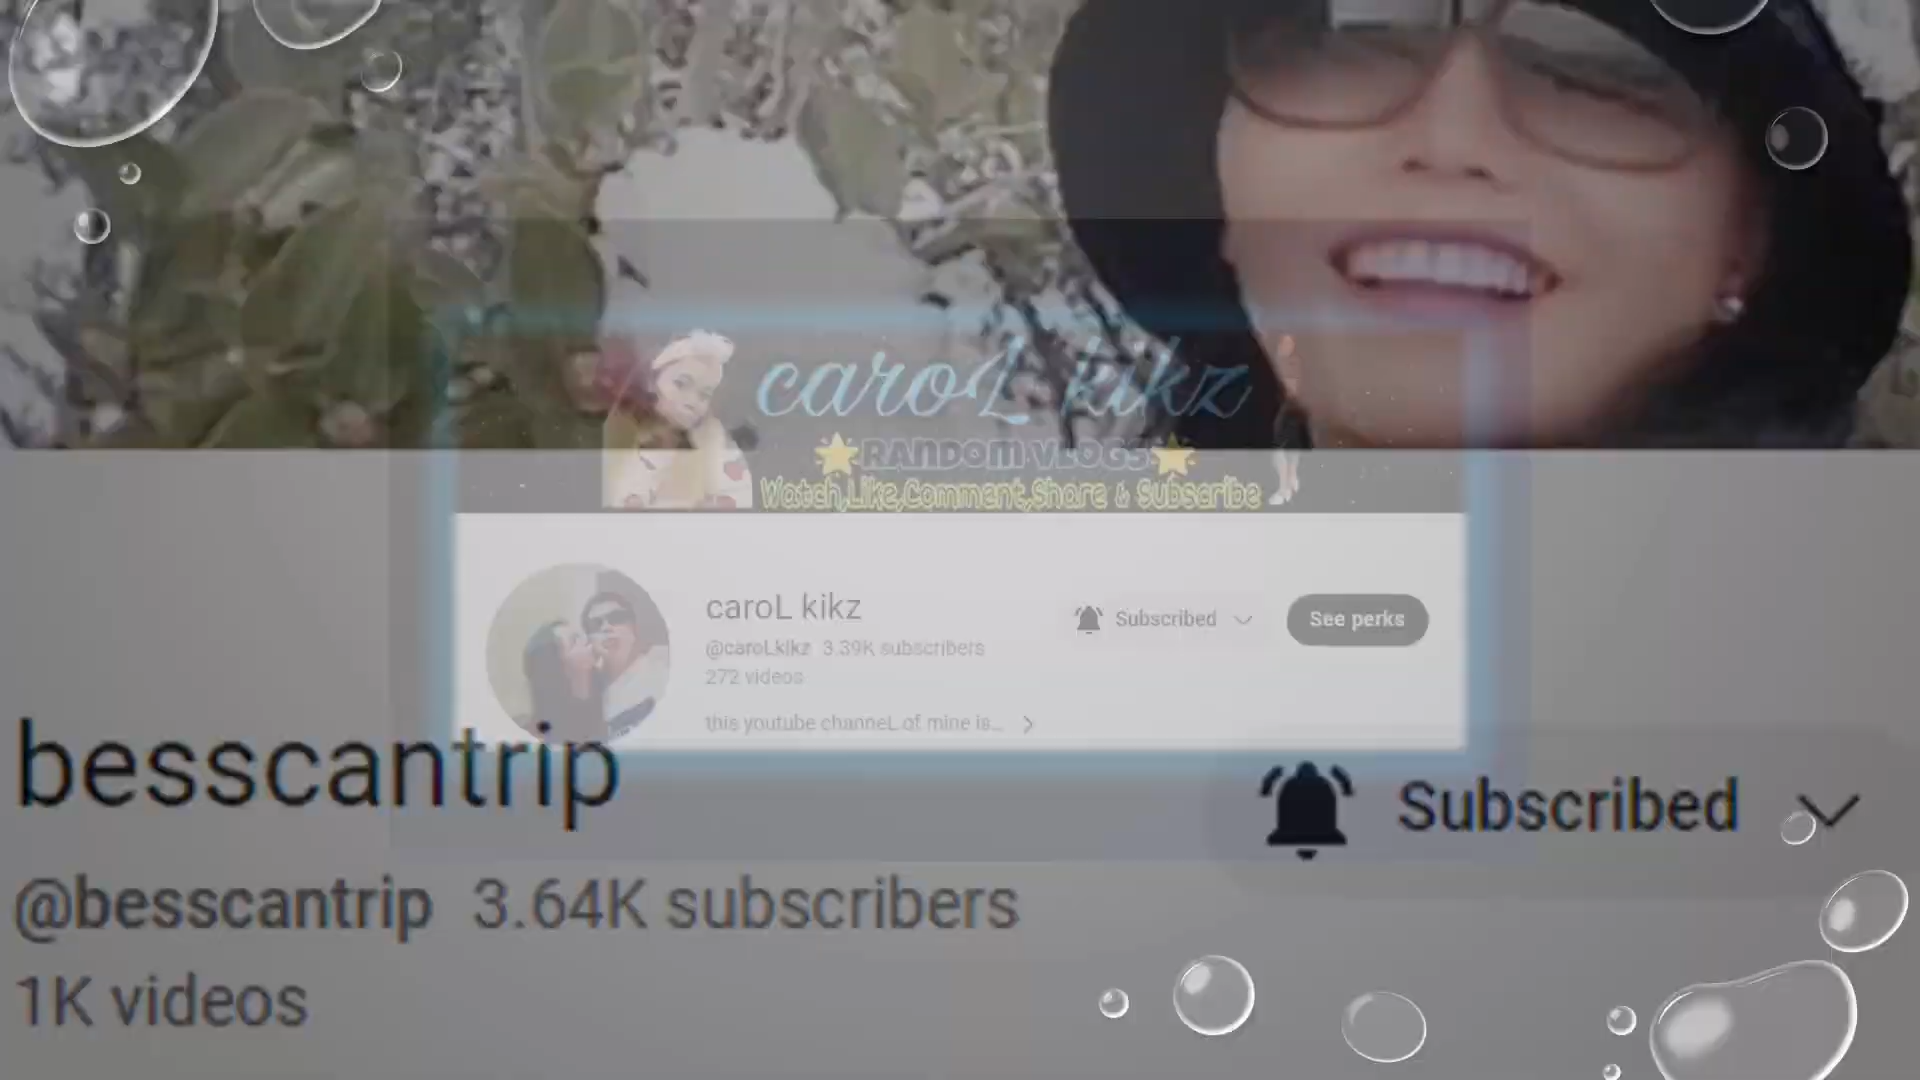 caroL kikz
RANDOM VLOGS
Watch,Like,Comment,Share & Subscribe
caroL kikz
Subscribed
See perks
@caroLkikz 3.39K subscribers
272 videos
this youtube channeL of mine is...
besscantrip
Subscribed
@besscantrip 3.64K subscribers
1K videos